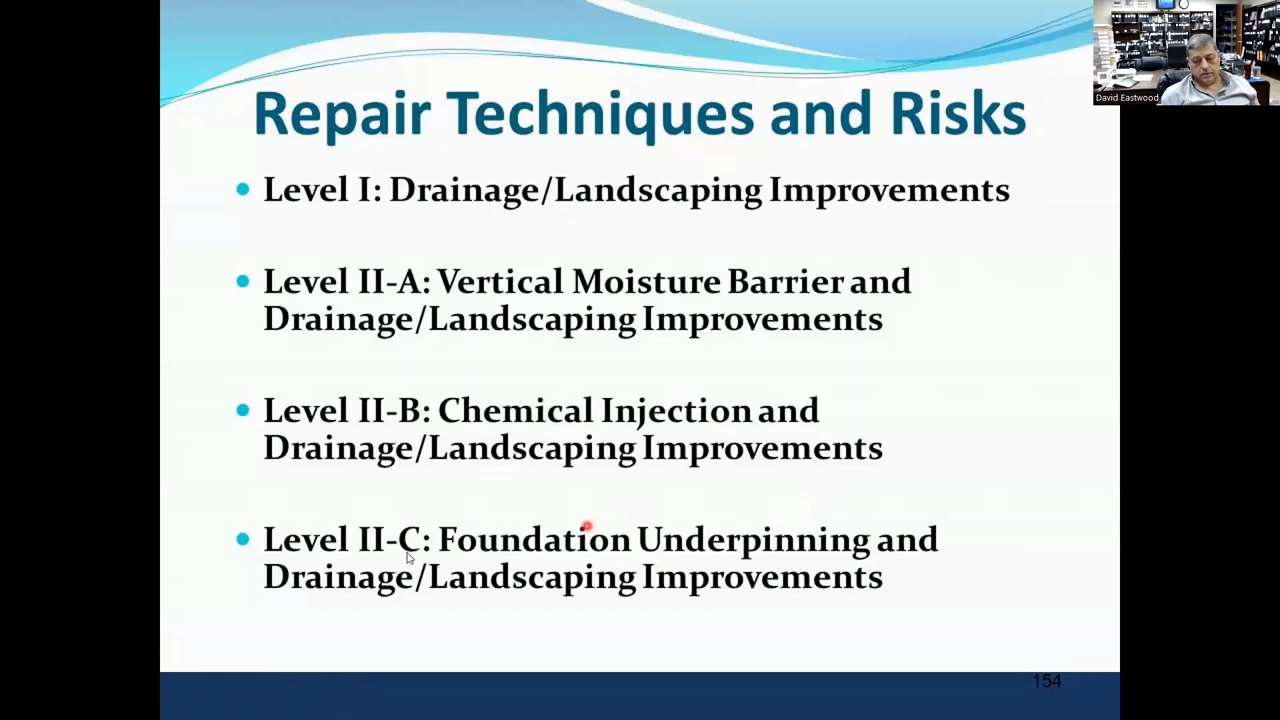 David Eastwood
Repair Techniques and Risks
Level I: Drainage/Landscaping Improvements
Level II-A: Vertical Moisture Barrier and
Drainage/Landscaping Improvements
Level II-B: Chemical Injection and
Drainage/Landscaping Improvements
Level II-C: Foundation Underpinning and
Drainage/Landscaping Improvements
154